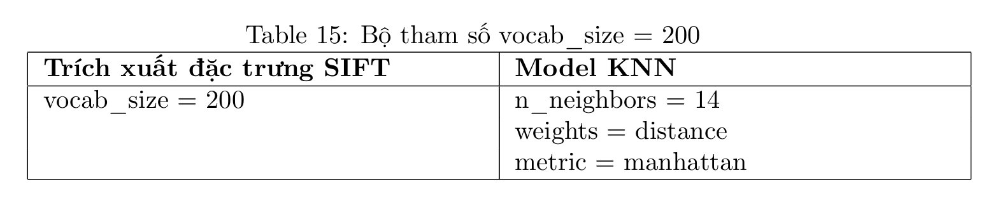 Table 15: Bộ tham số vocab_size = 200
Trích xuất đặc trưng SIFT
Model KNN
vocab_size = 200
n_neighbors = 14
weights = distance
metric = manhattan